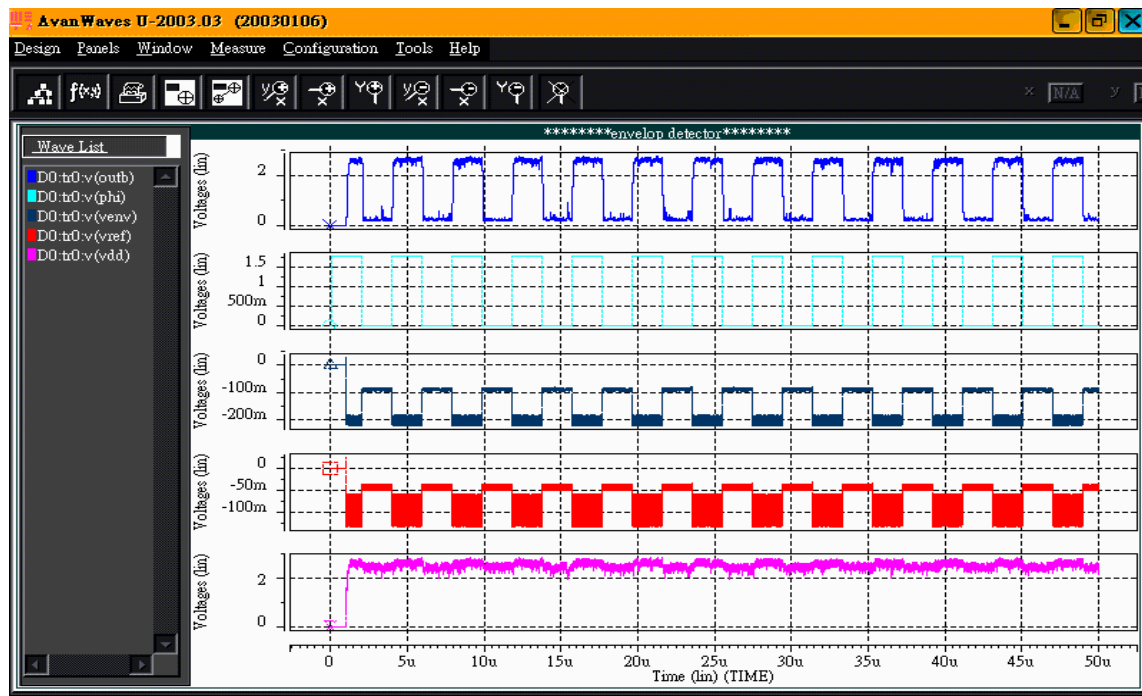 AvanWaves U-2003.03 (20030106)
Design Panels Window Measure Configuration Tools Help
f(x,y) x N/A y
********envelop detector********
Wave List
D0:tr0:v(outb)
D0:tr0:v(phi)
D0:tr0:v(venv)
D0:tr0:v(vref)
D0:tr0:v(vdd)
Voltages (lin)
2
0
Voltages (lin)
1.5
1
500m
0
Voltages (lin)
0
-100m
-200m
Voltages (lin)
0
-50m
-100m
Voltages (lin)
2
0
0 5u 10u 15u 20u 25u 30u 35u 40u 45u 50u
Time (lin) (TIME)